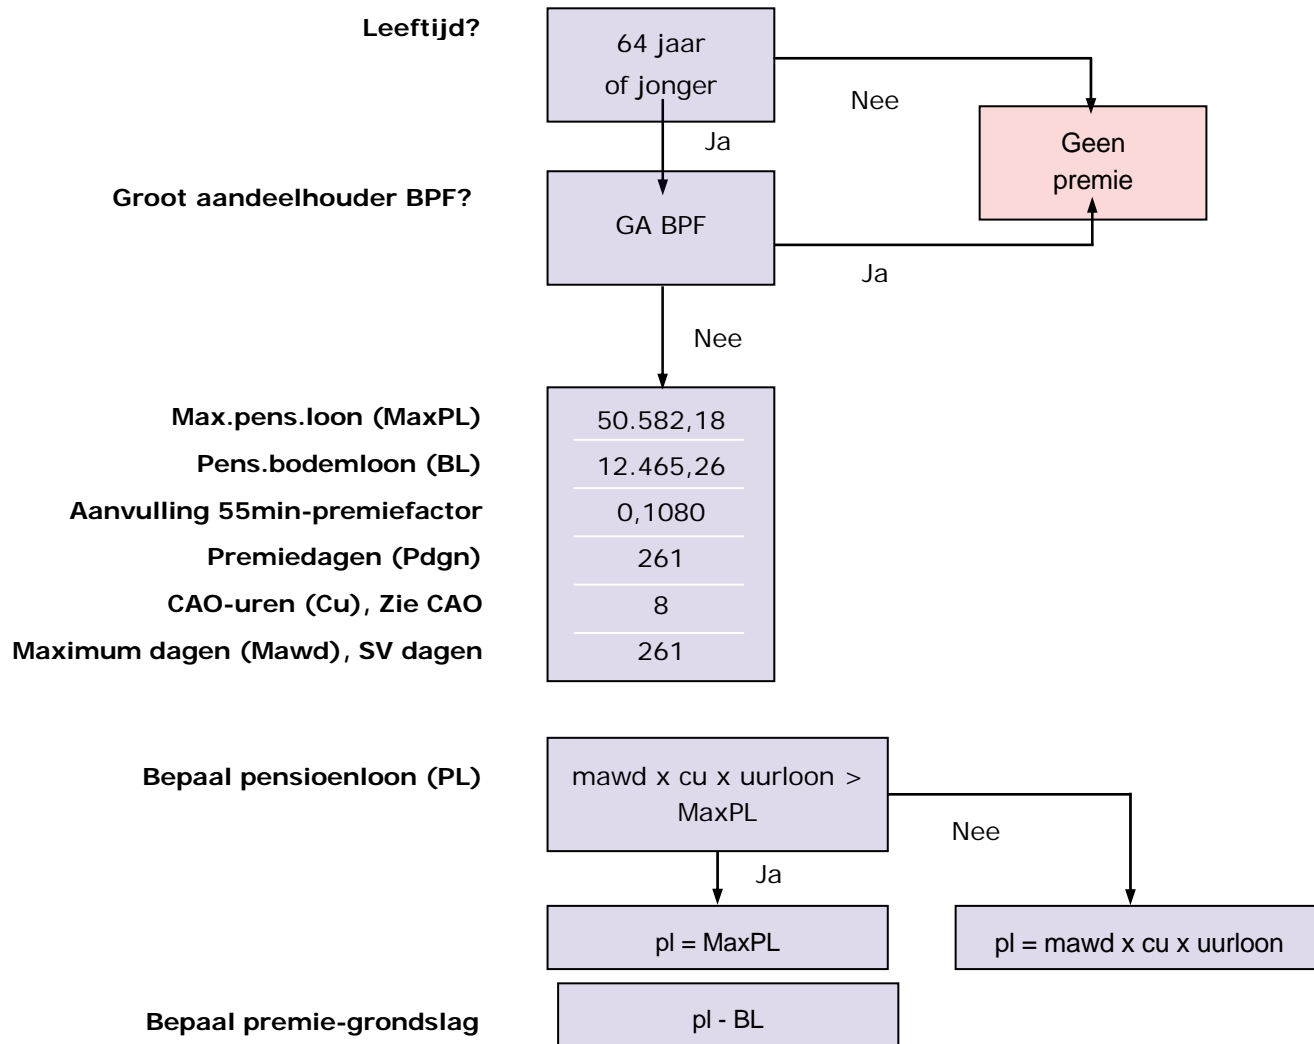 Leeftijd?
64 jaar
of jonger
Nee
Ja
Geen
premie
Groot aandeelhouder BPF?
GA BPF
Ja
Nee
Max.pens.loon (MaxPL) 50.582,18
Pens.bodemloon (BL) 12.465,26
Aanvulling 55min-premiefactor 0,1080
Premiedagen (Pdgn) 261
CAO-uren (Cu), Zie CAO 8
Maximum dagen (Mawd), SV dagen 261
Bepaal pensioenloon (PL)
mawd x cu x uurloon >
MaxPL
Nee
Ja
pl = MaxPL
pl = mawd x cu x uurloon
Bepaal premie-grondslag
pl - BL